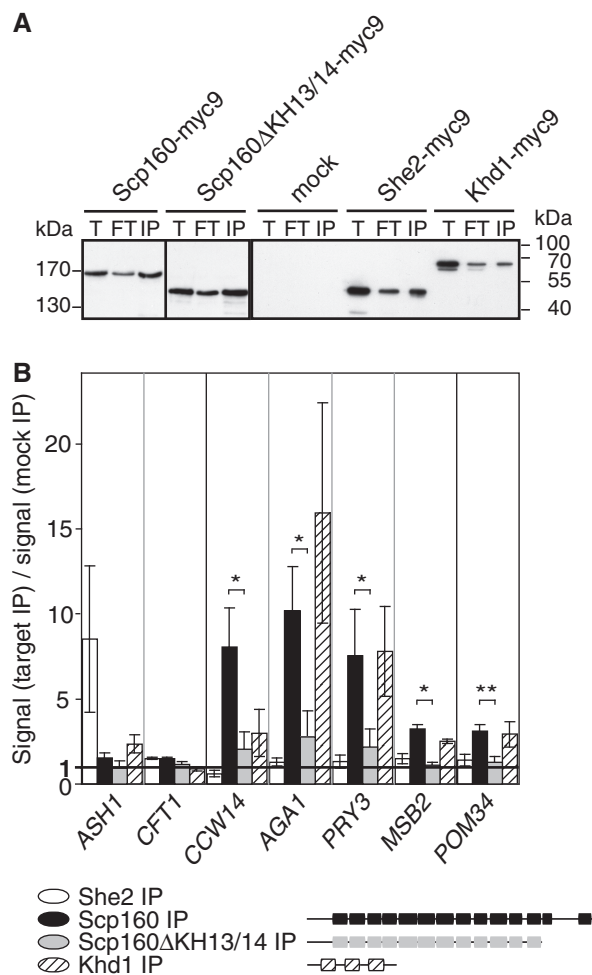 A
Scp160-myc9
Scp160ΔKH13/14-myc9
mock
She2-myc9
Khd1-myc9
kDa T FT IP T FT IP T FT IP T FT IP T FT IP kDa
170
130
100
70
55
40
B
Signal (target IP) / signal (mock IP)
20
15
10
5
1
0
* * * * **
ASH1 CFT1 CCW14 AGA1 PRY3 MSB2 POM34
She2 IP
Scp160 IP
Scp160ΔKH13/14 IP
Khd1 IP